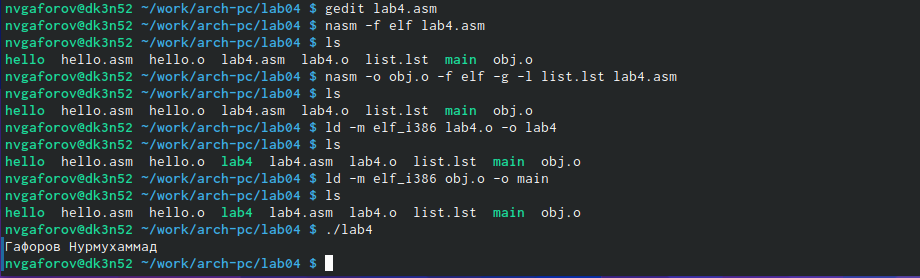 nvgaforov@dk3n52 ~/work/arch-pc/lab04 $ gedit lab4.asm
nvgaforov@dk3n52 ~/work/arch-pc/lab04 $ nasm -f elf lab4.asm
nvgaforov@dk3n52 ~/work/arch-pc/lab04 $ ls
hello  hello.asm  hello.o  lab4.asm  lab4.o  list.lst  main  obj.o
nvgaforov@dk3n52 ~/work/arch-pc/lab04 $ nasm -o obj.o -f elf -g -l list.lst lab4.asm
nvgaforov@dk3n52 ~/work/arch-pc/lab04 $ ls
hello  hello.asm  hello.o  lab4.asm  lab4.o  list.lst  main  obj.o
nvgaforov@dk3n52 ~/work/arch-pc/lab04 $ ld -m elf_i386 lab4.o -o lab4
nvgaforov@dk3n52 ~/work/arch-pc/lab04 $ ls
hello  hello.asm  hello.o  lab4  lab4.asm  lab4.o  list.lst  main  obj.o
nvgaforov@dk3n52 ~/work/arch-pc/lab04 $ ld -m elf_i386 obj.o -o main
nvgaforov@dk3n52 ~/work/arch-pc/lab04 $ ls
hello  hello.asm  hello.o  lab4  lab4.asm  lab4.o  list.lst  main  obj.o
nvgaforov@dk3n52 ~/work/arch-pc/lab04 $ ./lab4
Гафоров Нурмухаммад
nvgaforov@dk3n52 ~/work/arch-pc/lab04 $